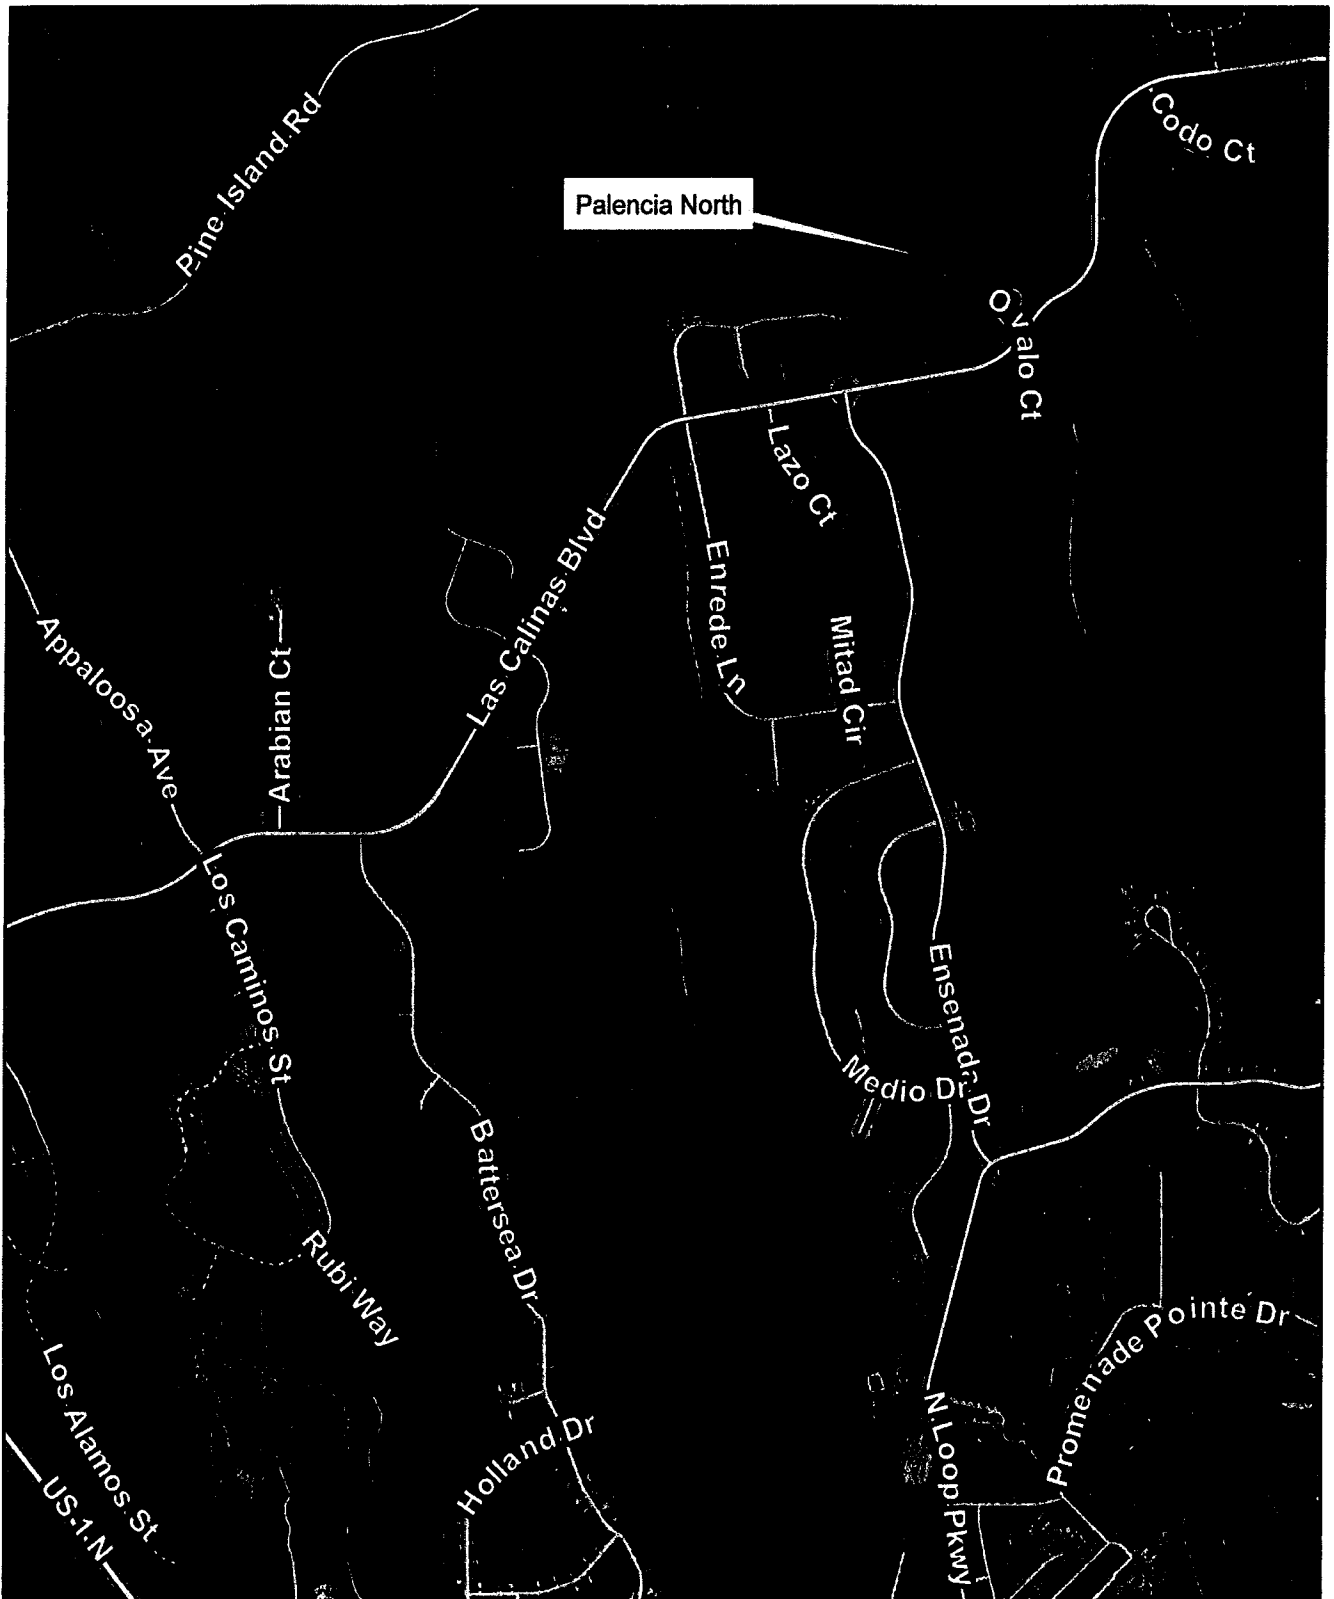 Pine Island Rd
Codo Ct
Palencia North
Ovalo Ct
Lazo Ct
Las Calinas Blvd
Enrede Ln
Mitad Cir
Appaloosa Ave
Arabian Ct
Los Caminos St
Ensenada Dr
Medio Dr
Battersea Dr
Rubi Way
Promenade Pointe Dr
Los Alamos St
Holland Dr
N Loop Pkwy
US 1 N